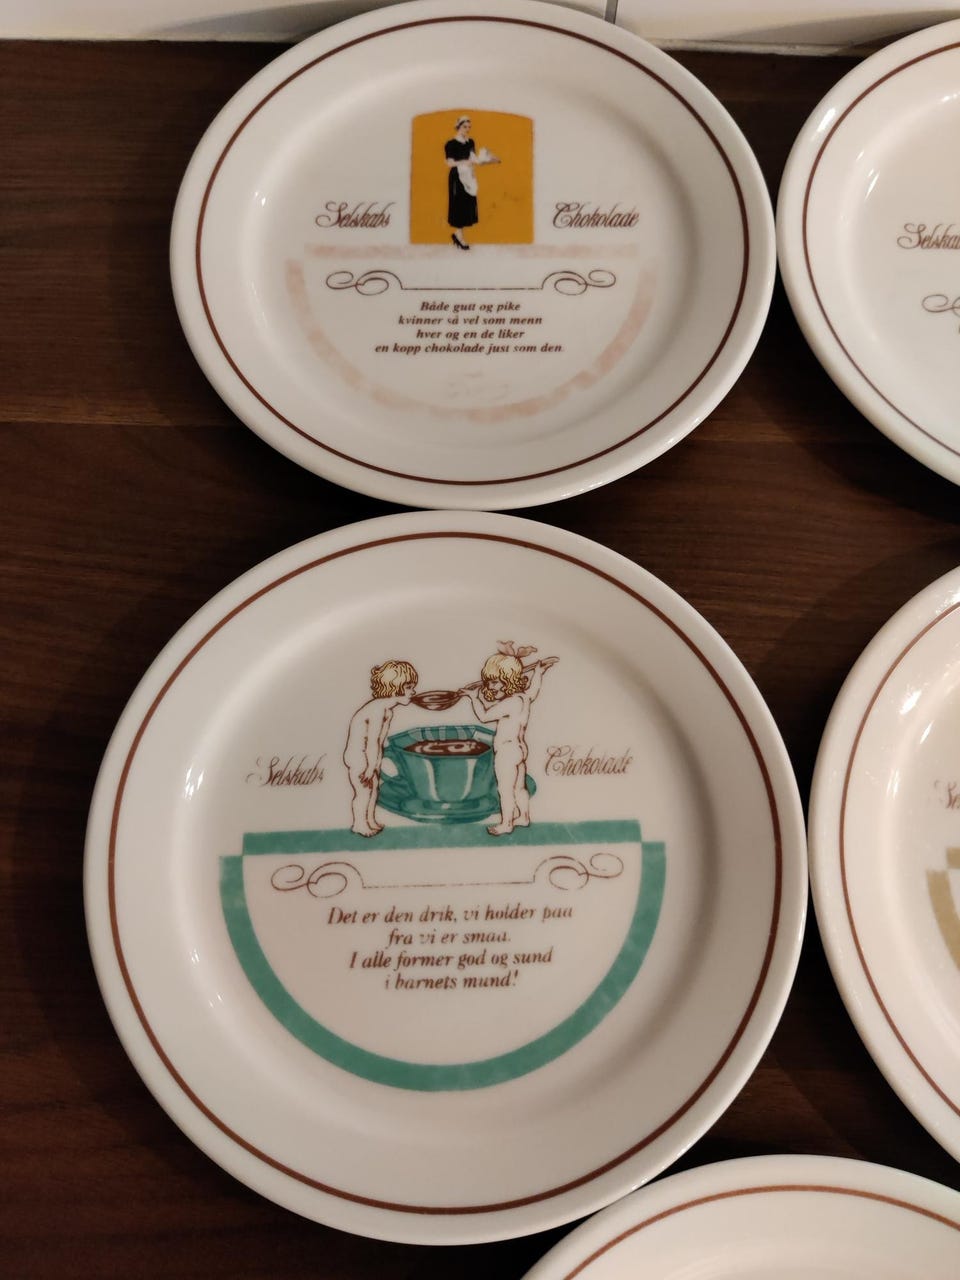 Selskabs Chokolade
Både gutt og pike
kvinner så vel som menn
hver og en de liker
en kopp chokolade just som den.
Selskabs Chokolade
Det er den drik, vi holder paa
fra vi er smaa.
I alle former god og sund
i barnets mund!